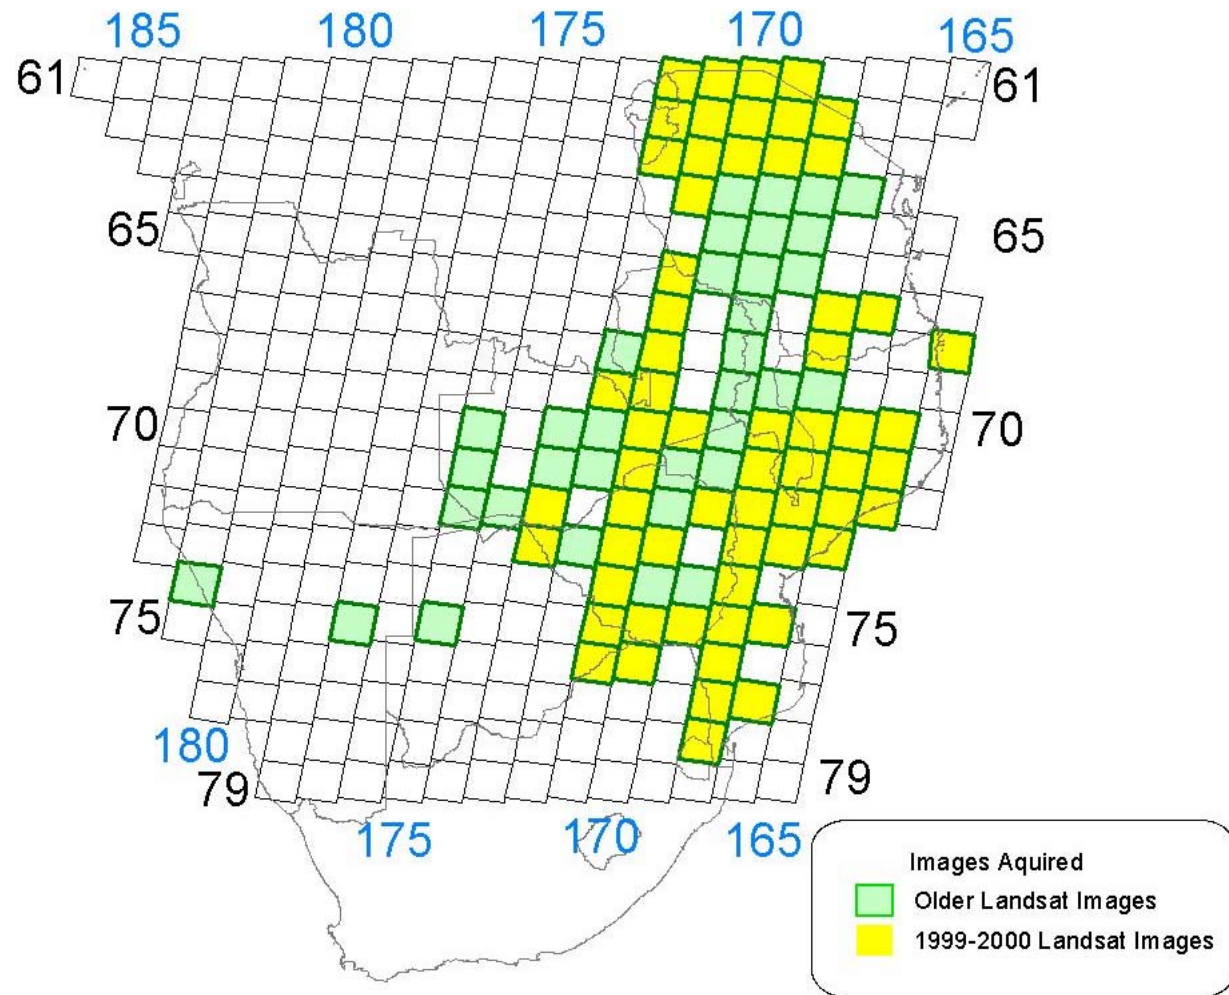 185 180 175 170 165
61 61
65 65
70 70
75 75
180
79 79
175 170 165
Images Aquired
Older Landsat Images
1999-2000 Landsat Images